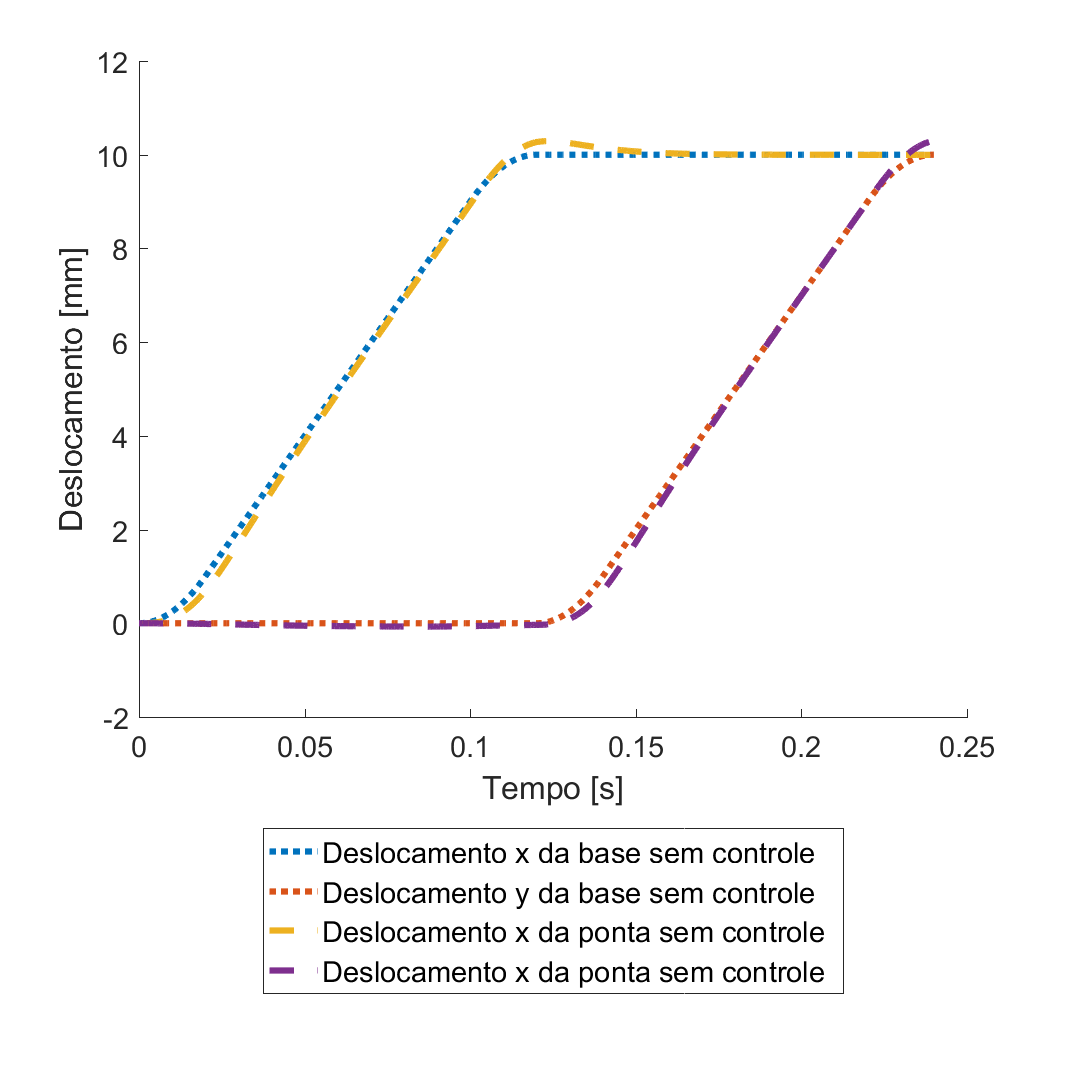 12
10
8
6
4
2
0
-2
Deslocamento [mm]
0 0.05 0.1 0.15 0.2 0.25
Tempo [s]
Deslocamento x da base sem controle
Deslocamento y da base sem controle
Deslocamento x da ponta sem controle
Deslocamento x da ponta sem controle